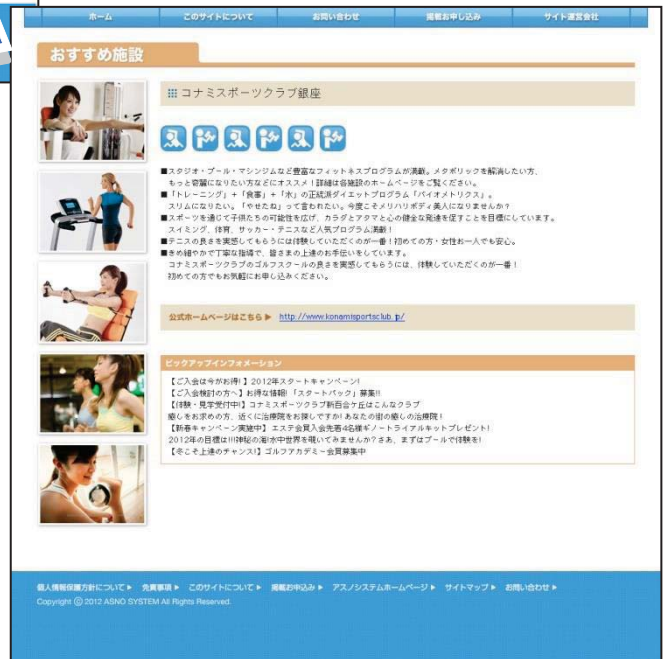 ホーム　このサイトについて　お問い合わせ　掲載お申し込み　サイト運営会社
おすすめ施設
コナミスポーツクラブ銀座
■スタジオ・プール・マシンジムなど豊富なフィットネスプログラムが満載。メタボリックを解消したい方、
もっと綺麗になりたい方などにオススメ！詳細は各施設のホームページをご覧ください。
■「トレーニング」+「食事」+「水」の正統派ダイエットプログラム「バイオメトリクス」。
スリムになりたい。「やせたね」って言われたい。今度こそメリハリボディ美人になりませんか？
■スポーツを通じて子供たちの可能性を広げ、カラダとアタマと心の健全な発達を促すことを目標にしています。
スイミング、体育、サッカー・テニスなど人気プログラム満載！
■テニスの良さを実感してもらうには体験していただくのが一番！初めての方・女性お一人でも安心。
■きめ細やかで丁寧な指導で、皆さまの上達のお手伝いをしています。
コナミスポーツクラブのゴルフスクールの良さを実感してもらうには、体験していただくのが一番！
初めての方でもお気軽にお申し込みください。
公式ホームページはこちら▶ http://www.konamisportsclub.jp/
ピックアップインフォメーション
【ご入会は今がお得!】2012年スタートキャンペーン!
【ご入会検討の方へ】お得な情報!「スタートパック」募集!!
【体験・見学受付中!】コナミスポーツクラブ新百合ケ丘はこんなクラブ
癒しをお求めの方、近くに治療院をお探しですか!あなたの街の癒しの治療院!
【新春キャンペーン実施中】エステ会員入会先着4名様ギノートライアルキットプレゼント!
2012年の目標は!!!神秘の海!水中世界を覗いてみませんか?さあ、まずはプールで体験を!
【冬こそ上達のチャンス!】ゴルフアカデミー会員募集中
個人情報保護方針について▶　免責事項▶　このサイトについて▶　掲載お申込み▶　アスノシステムホームページ▶　サイトマップ▶　お問い合わせ▶
Copyright © 2012 ASNO SYSTEM All Rights Reserved.